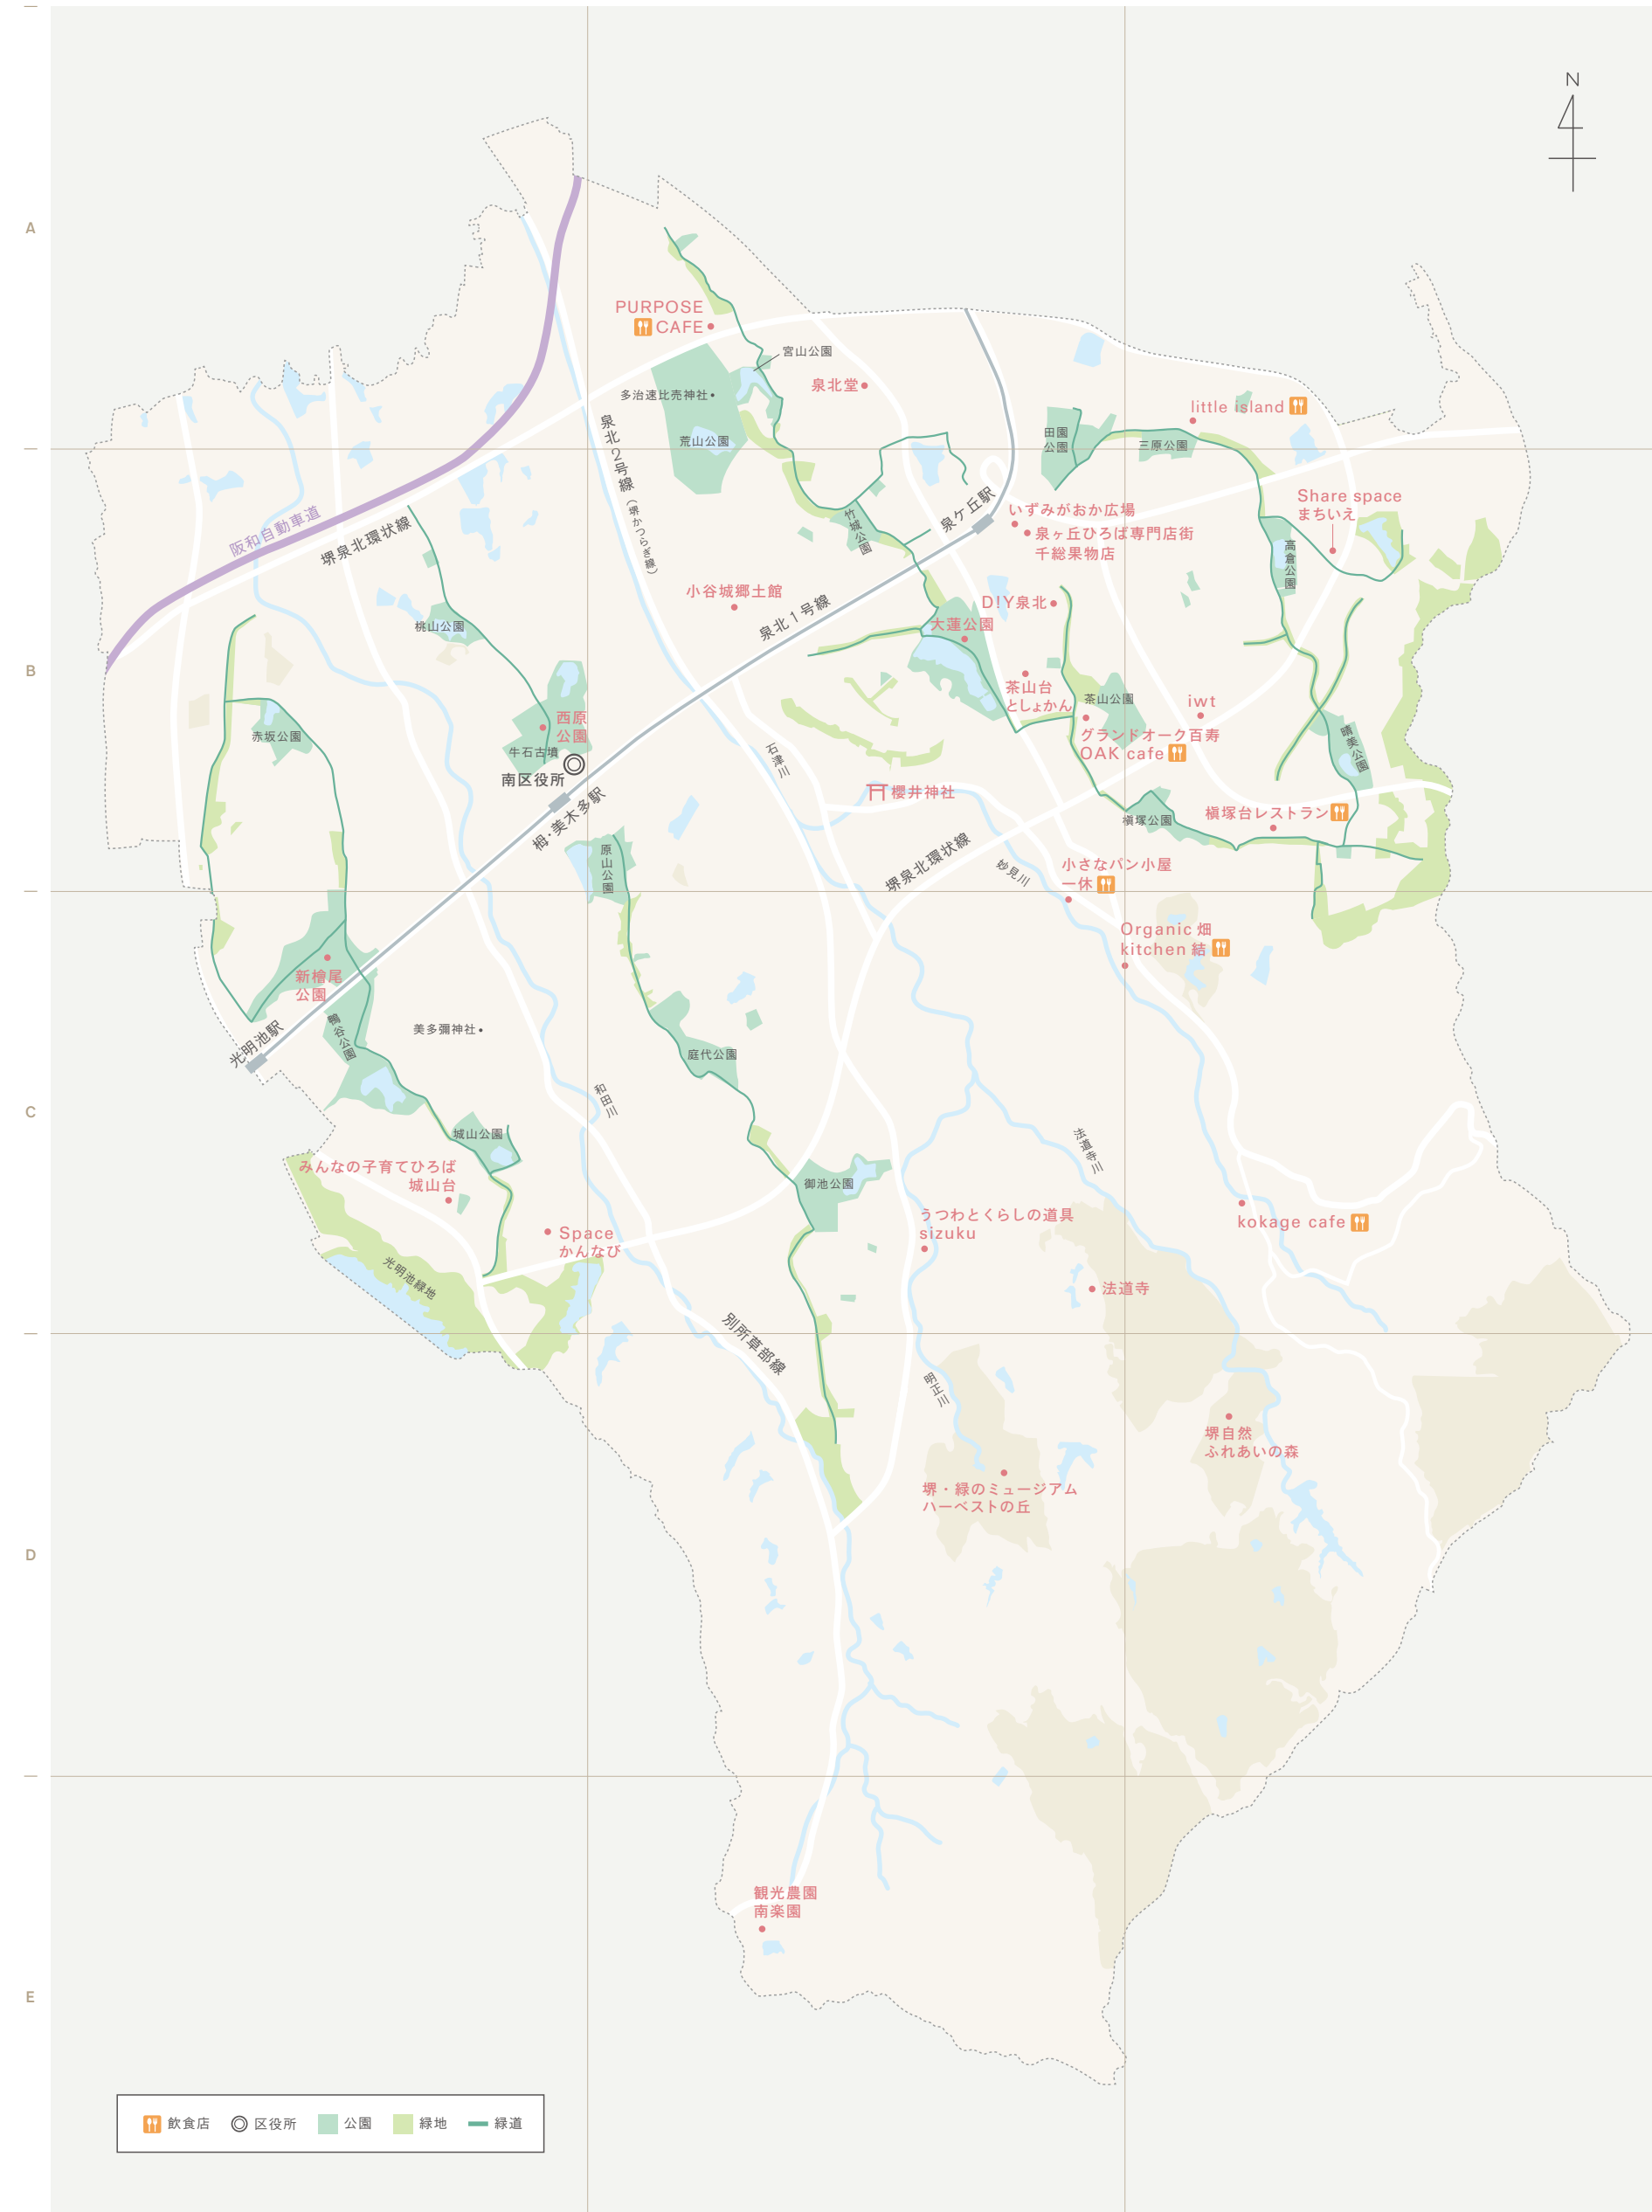 N
A
PURPOSE
CAFE
宮山公園
多治速比売神社
泉北堂
荒山公園
泉北2号線
(堺かつらぎ線)
田園
公園
三原公園
little island
B
阪和自動車道
堺泉北環状線
竹城公園
泉ケ丘駅
いずみがおか広場
泉ヶ丘ひろば専門店街
千総果物店
Share space
まちいえ
高倉公園
小谷城郷土館
泉北1号線
D!Y泉北
大蓮公園
桃山公園
茶山台
としょかん
茶山公園
iwt
グランドオーク百寿
OAK cafe
晴美公園
赤坂公園
西原
公園
牛石古墳
南区役所
栂・美木多駅
石津川
櫻井神社
槇塚公園
槇塚台レストラン
原山公園
堺泉北環状線
妙見川
小さなパン小屋
一休
C
Organic 畑
kitchen 結
新檜尾
公園
光明池駅
鴨谷公園
美多彌神社
庭代公園
和田川
法道寺川
城山公園
みんなの子育てひろば
城山台
御池公園
Space
かんなび
うつわとくらしの道具
sizuku
kokage cafe
光明池緑地
法道寺
D
別所草部線
明正川
堺自然
ふれあいの森
堺・緑のミュージアム
ハーベストの丘
E
観光農園
南楽園
飲食店
区役所
公園
緑地
緑道